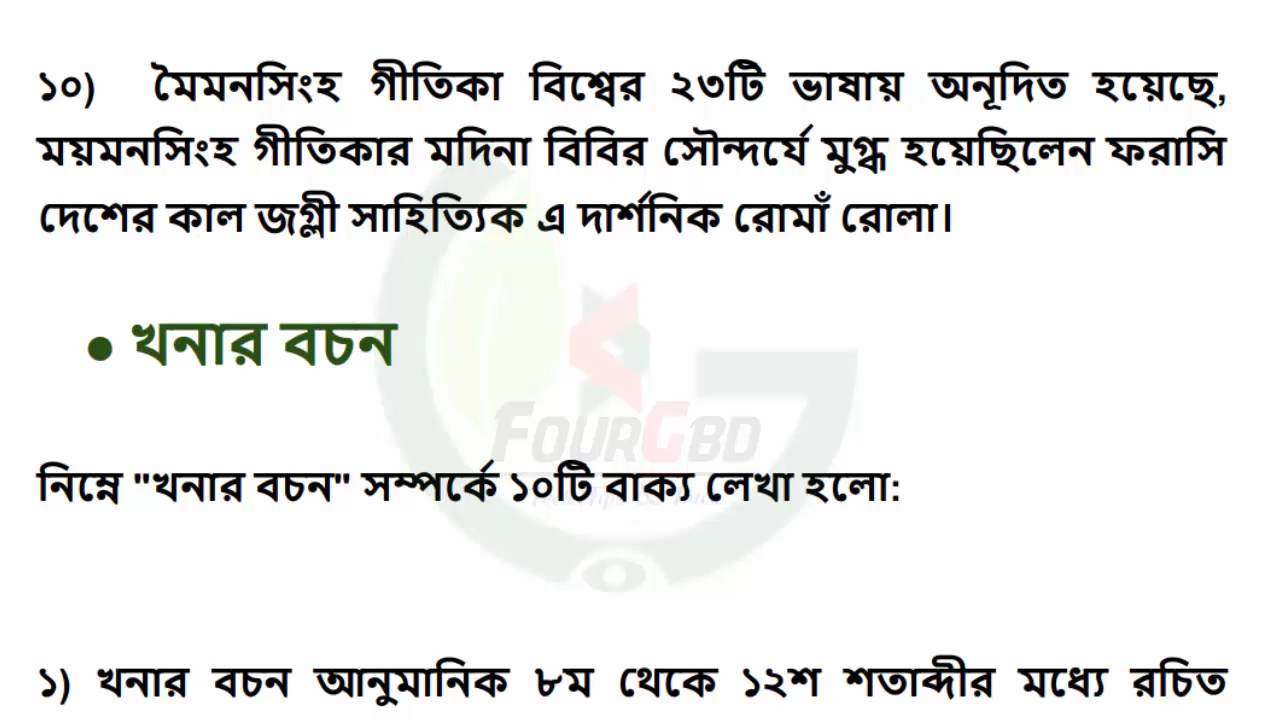 ১০) মৈমনসিংহ গীতিকা বিশ্বের ২৩টি ভাষায় অনূদিত হয়েছে,
ময়মনসিংহ গীতিকার মদিনা বিবির সৌন্দর্যে মুগ্ধ হয়েছিলেন ফরাসি
দেশের কাল জগ্লী সাহিত্যিক এ দার্শনিক রোমাঁ রোলা।
• খনার বচন
FourGBD
নিম্নে "খনার বচন" সম্পর্কে ১০টি বাক্য লেখা হলো:
১) খনার বচন আনুমানিক ৮ম থেকে ১২শ শতাব্দীর মধ্যে রচিত